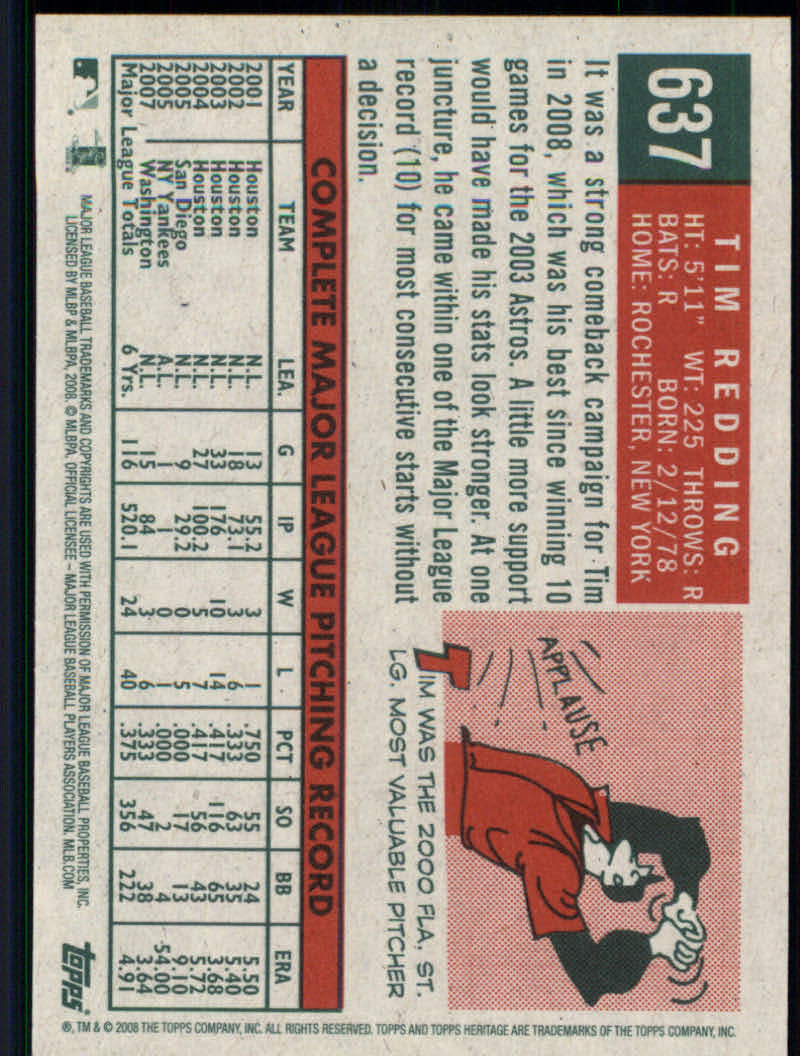 637
TIM REDDING
HT: 5'11" WT: 225 THROWS: R
BATS: R BORN: 2/12/78
HOME: ROCHESTER, NEW YORK
It was a strong comeback campaign for Tim
in 2008, which was his best since winning 10
games for the 2003 Astros. A little more support
would have made his stats look stronger. At one
juncture, he came within one of the Major League
record (10) for most consecutive starts without
a decision.
APPLAUSE
TIM WAS THE 2000 FLA. ST.
LG. MOST VALUABLE PITCHER
COMPLETE MAJOR LEAGUE PITCHING RECORD
YEAR TEAM LEA. G IP W L PCT SO BB ERA
2001 Houston N.L. 13 55.2 3 1 .750 55 24 5.50
2002 Houston N.L. 18 73.1 3 6 .333 63 35 5.40
2003 Houston N.L. 33 176 10 14 .417 116 65 3.68
2004 Houston N.L. 27 100.2 5 7 .417 56 43 5.72
2005 San Diego N.L. 9 29.2 0 5 .000 17 13 9.10
2005 NY Yankees A.L. 1 1 0 1 .000 2 4 54.00
2007 Washington N.L. 15 84 3 6 .333 47 38 3.64
Major League Totals 6 Yrs. 116 520.1 24 40 .375 356 222 4.91
MAJOR LEAGUE BASEBALL TRADEMARKS AND COPYRIGHTS ARE USED WITH PERMISSION OF MAJOR LEAGUE BASEBALL PROPERTIES, INC.
LICENSED BY MLBP & MLBPA, 2008. © MLBPA. OFFICIAL LICENSEE – MAJOR LEAGUE BASEBALL PLAYERS ASSOCIATION. MLB.COM
topps
®, TM & © 2008 THE TOPPS COMPANY, INC. ALL RIGHTS RESERVED. TOPPS AND TOPPS HERITAGE ARE TRADEMARKS OF THE TOPPS COMPANY, INC.